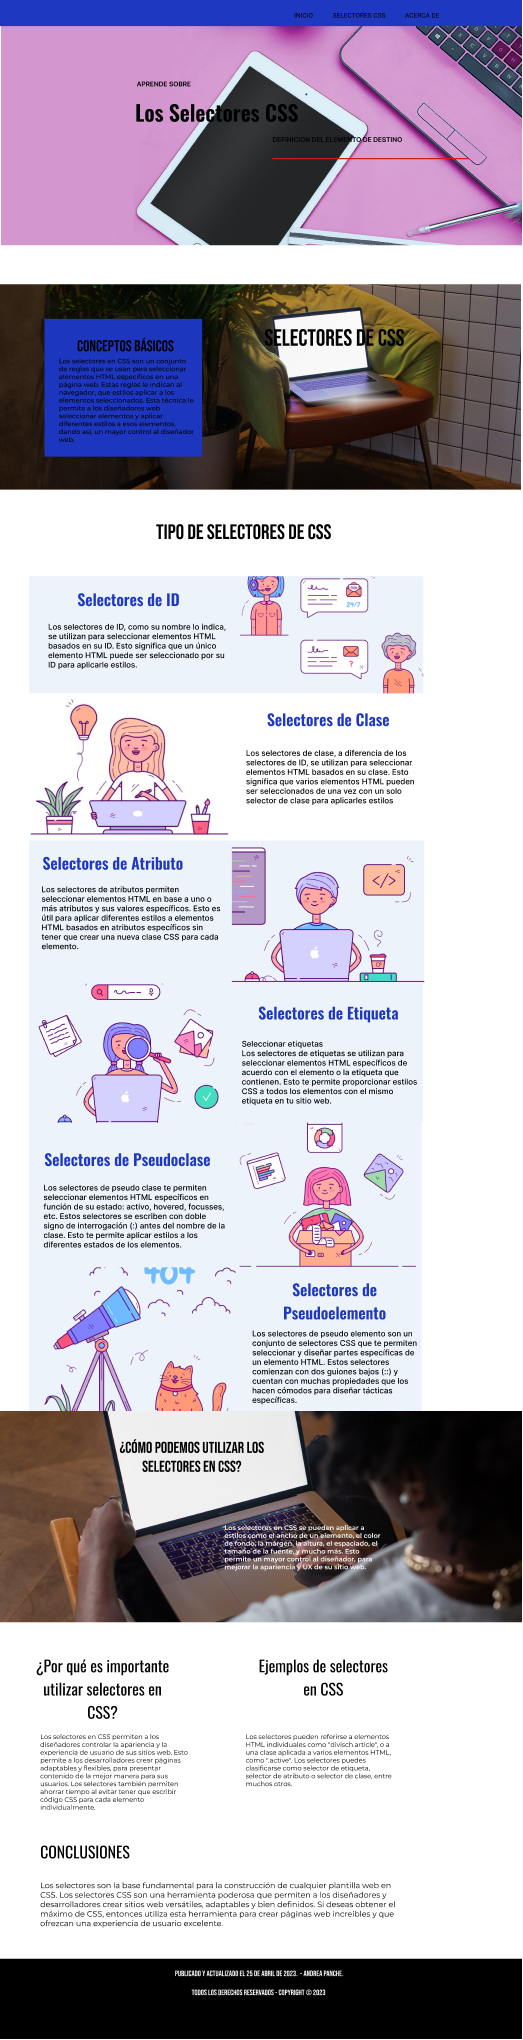 INICIO
SELECTORES CSS
ACERCA DE
APRENDE SOBRE
Los Selectores CSS
DEFINICION DEL ELEMENTO DE DESTINO
CONCEPTOS BÁSICOS
Los selectores en CSS son un conjunto
de reglas que se usan para seleccionar
elementos HTML específicos en una
página web. Estas reglas le indican al
navegador, que estilos aplicar a los
elementos seleccionados. Esta técnica le
permite a los diseñadores web
seleccionar elementos y aplicar
diferentes estilos a esos elementos,
dando así, un mayor control al diseñador
web.
SELECTORES DE CSS
TIPO DE SELECTORES DE CSS
Selectores de ID
Los selectores de ID, como su nombre lo indica,
se utilizan para seleccionar elementos HTML
basados en su ID. Esto significa que un único
elemento HTML puede ser seleccionado por su
ID para aplicarle estilos.
24/7
?
Selectores de Clase
Los selectores de clase, a diferencia de los
selectores de ID, se utilizan para seleccionar
elementos HTML basados en su clase. Esto
significa que varios elementos HTML pueden
ser seleccionados de una vez con un solo
selector de clase para aplicarles estilos
Selectores de Atributo
Los selectores de atributos permiten
seleccionar elementos HTML en base a uno o
más atributos y sus valores específicos. Esto es
útil para aplicar diferentes estilos a elementos
HTML basados en atributos específicos sin
tener que crear una nueva clase CSS para cada
elemento.
</>
Selectores de Etiqueta
Seleccionar etiquetas
Los selectores de etiquetas se utilizan para
seleccionar elementos HTML específicos de
acuerdo con el elemento o la etiqueta que
contienen. Esto te permite proporcionar estilos
CSS a todos los elementos con el mismo
etiqueta en tu sitio web.
Selectores de Pseudoclase
Los selectores de pseudo clase te permiten
seleccionar elementos HTML específicos en
función de su estado: activo, hovered, focusses,
etc. Estos selectores se escriben con doble
signo de interrogación (:) antes del nombre de la
clase. Esto te permite aplicar estilos a los
diferentes estados de los elementos.
404
Selectores de
Pseudoelemento
Los selectores de pseudo elemento son un
conjunto de selectores CSS que te permiten
seleccionar y diseñar partes específicas de
un elemento HTML. Estos selectores
comienzan con dos guiones bajos (::) y
cuentan con muchas propiedades que los
hacen cómodos para diseñar tácticas
específicas.
¿CÓMO PODEMOS UTILIZAR LOS
SELECTORES EN CSS?
Los selectores en CSS se pueden aplicar a
estilos como el ancho de un elemento, el color
de fondo, la márgen, la altura, el espaciado, el
tamaño de la fuente, y mucho más. Esto
permite un mayor control al diseñador, para
mejorar la apariencia y UX de su sitio web.
¿Por qué es importante
utilizar selectores en
CSS?
Los selectores en CSS permiten a los
diseñadores controlar la apariencia y la
experiencia de usuario de sus sitios web. Esto
permite a los desarrolladores crear páginas
adaptables y flexibles, para presentar
contenido de la mejor manera para sus
usuarios. Los selectores también permiten
ahorrar tiempo al evitar tener que escribir
código CSS para cada elemento
individualmente.
Ejemplos de selectores
en CSS
Los selectores pueden referirse a elementos
HTML individuales como "divisch.article", o a
una clase aplicada a varios elementos HTML,
como ".active". Los selectores puedes
clasificarse como selector de etiqueta,
selector de atributo o selector de clase, entre
muchos otros.
CONCLUSIONES
Los selectores son la base fundamental para la construcción de cualquier plantilla web en
CSS. Los selectores CSS son una herramienta poderosa que permiten a los diseñadores y
desarrolladores crear sitios web versátiles, adaptables y bien definidos. Si deseas obtener el
máximo de CSS, entonces utiliza esta herramienta para crear páginas web increíbles y que
ofrezcan una experiencia de usuario excelente.
PUBLICADO Y ACTUALIZADO EL 25 DE ABRIL DE 2023. - ANDREA PANCHE.
TODOS LOS DERECHOS RESERVADOS - COPYRIGHT © 2023